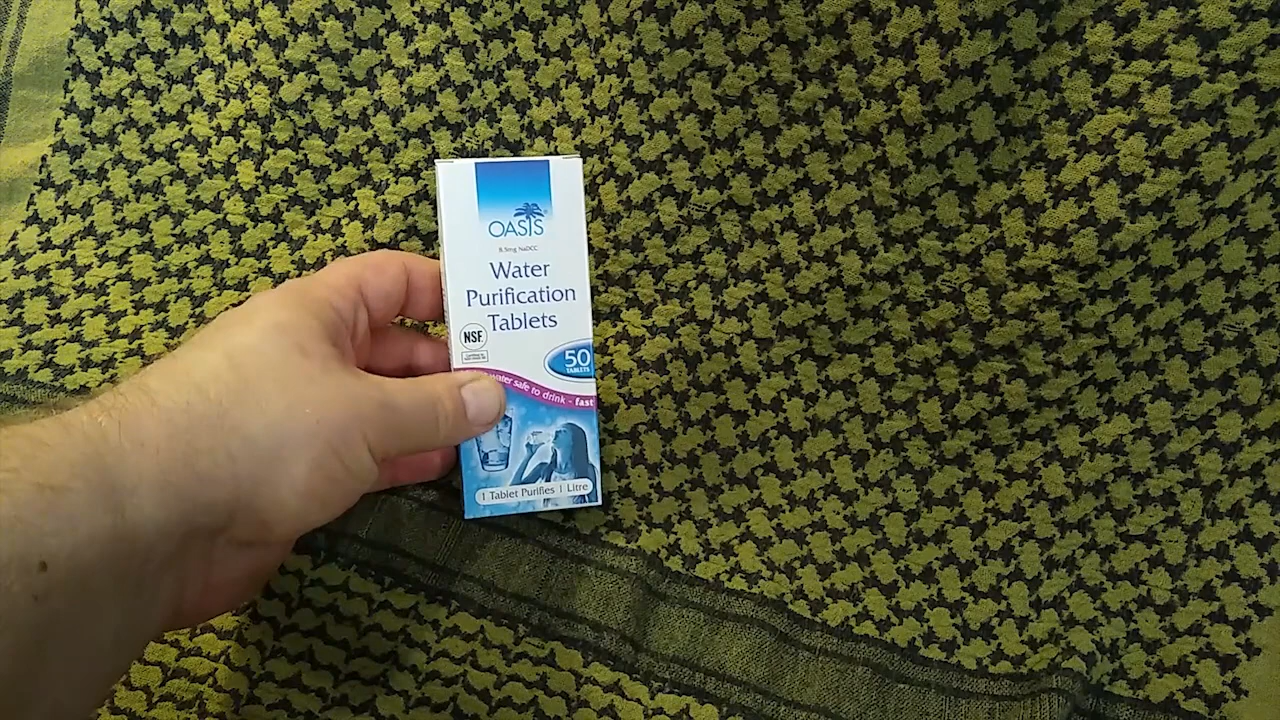 OASIS
8.5mg NaDCC
Water
Purification
Tablets
NSF
50
TABLETS
water safe to drink - fast
1 Tablet Purifies 1 Litre